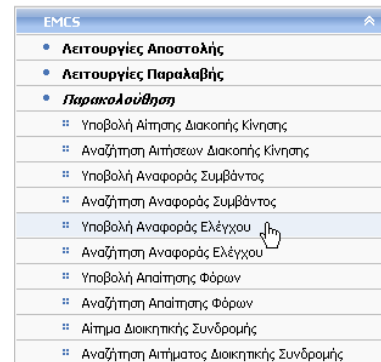 EMCS
Λειτουργίες Αποστολής
Λειτουργίες Παραλαβής
Παρακολούθηση
Υποβολή Αίτησης Διακοπής Κίνησης
Αναζήτηση Αιτήσεων Διακοπής Κίνησης
Υποβολή Αναφοράς Συμβάντος
Αναζήτηση Αναφοράς Συμβάντος
Υποβολή Αναφοράς Ελέγχου
Αναζήτηση Αναφοράς Ελέγχου
Υποβολή Απαίτησης Φόρων
Αναζήτηση Απαίτησης Φόρων
Αίτημα Διοικητικής Συνδρομής
Αναζήτηση Αιτήματος Διοικητικής Συνδρομής